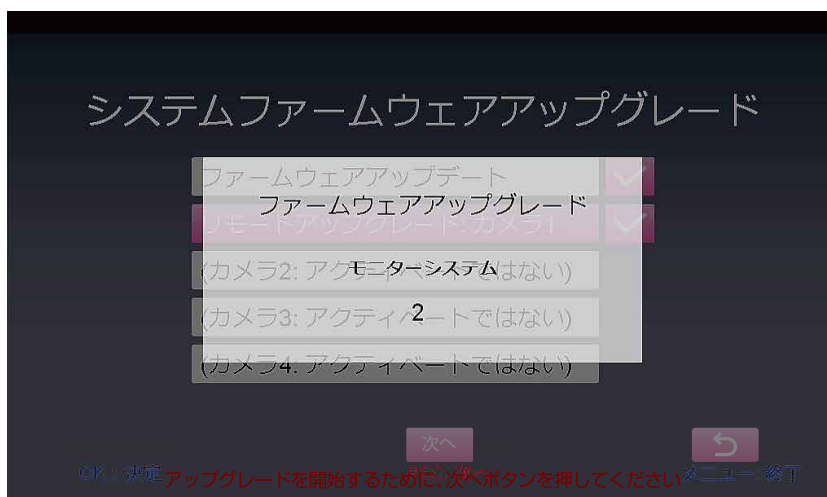 システムファームウェアアップグレード
ファームウェアアップデート
ファームウェアアップグレード
リモートアップグレード: カメラ1
モニターシステム
(カメラ2: アクティベートではない)
2
(カメラ3: アクティベートではない)
(カメラ4: アクティベートではない)
次へ
OK : 決定
アップグレードを開始するために、次へボタンを押してください
メニュー: 終了